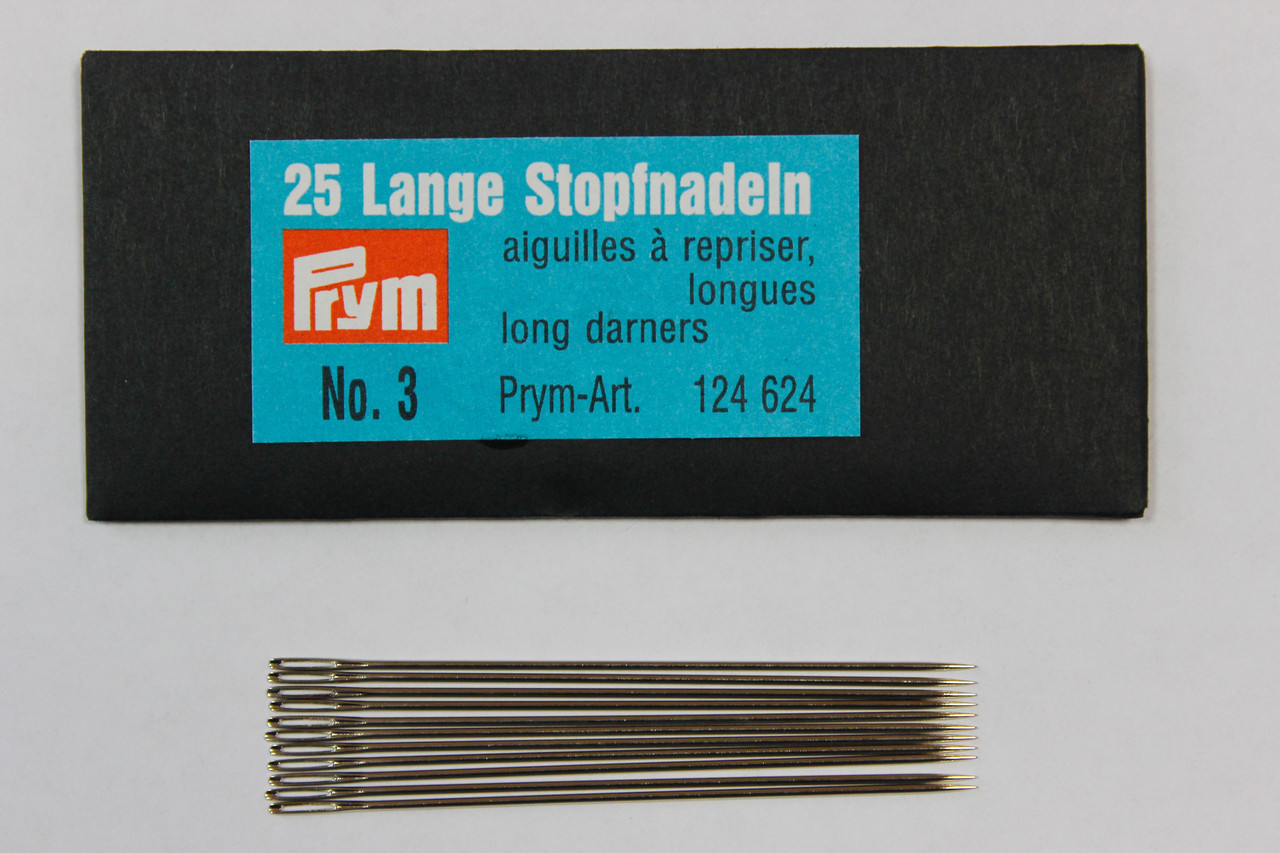 25 Lange Stopfnadeln
aiguilles à repriser,
longues
Prym
long darners
No. 3
Prym-Art. 124 624